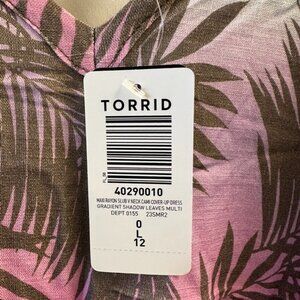 TORRID
40290010
MAXI RAYON SLUB V NECK CAMI COVER-UP DRESS
GRADIENT SHADOW LEAVES MULTI
DEPT 0155 23SMR2
0
L
12